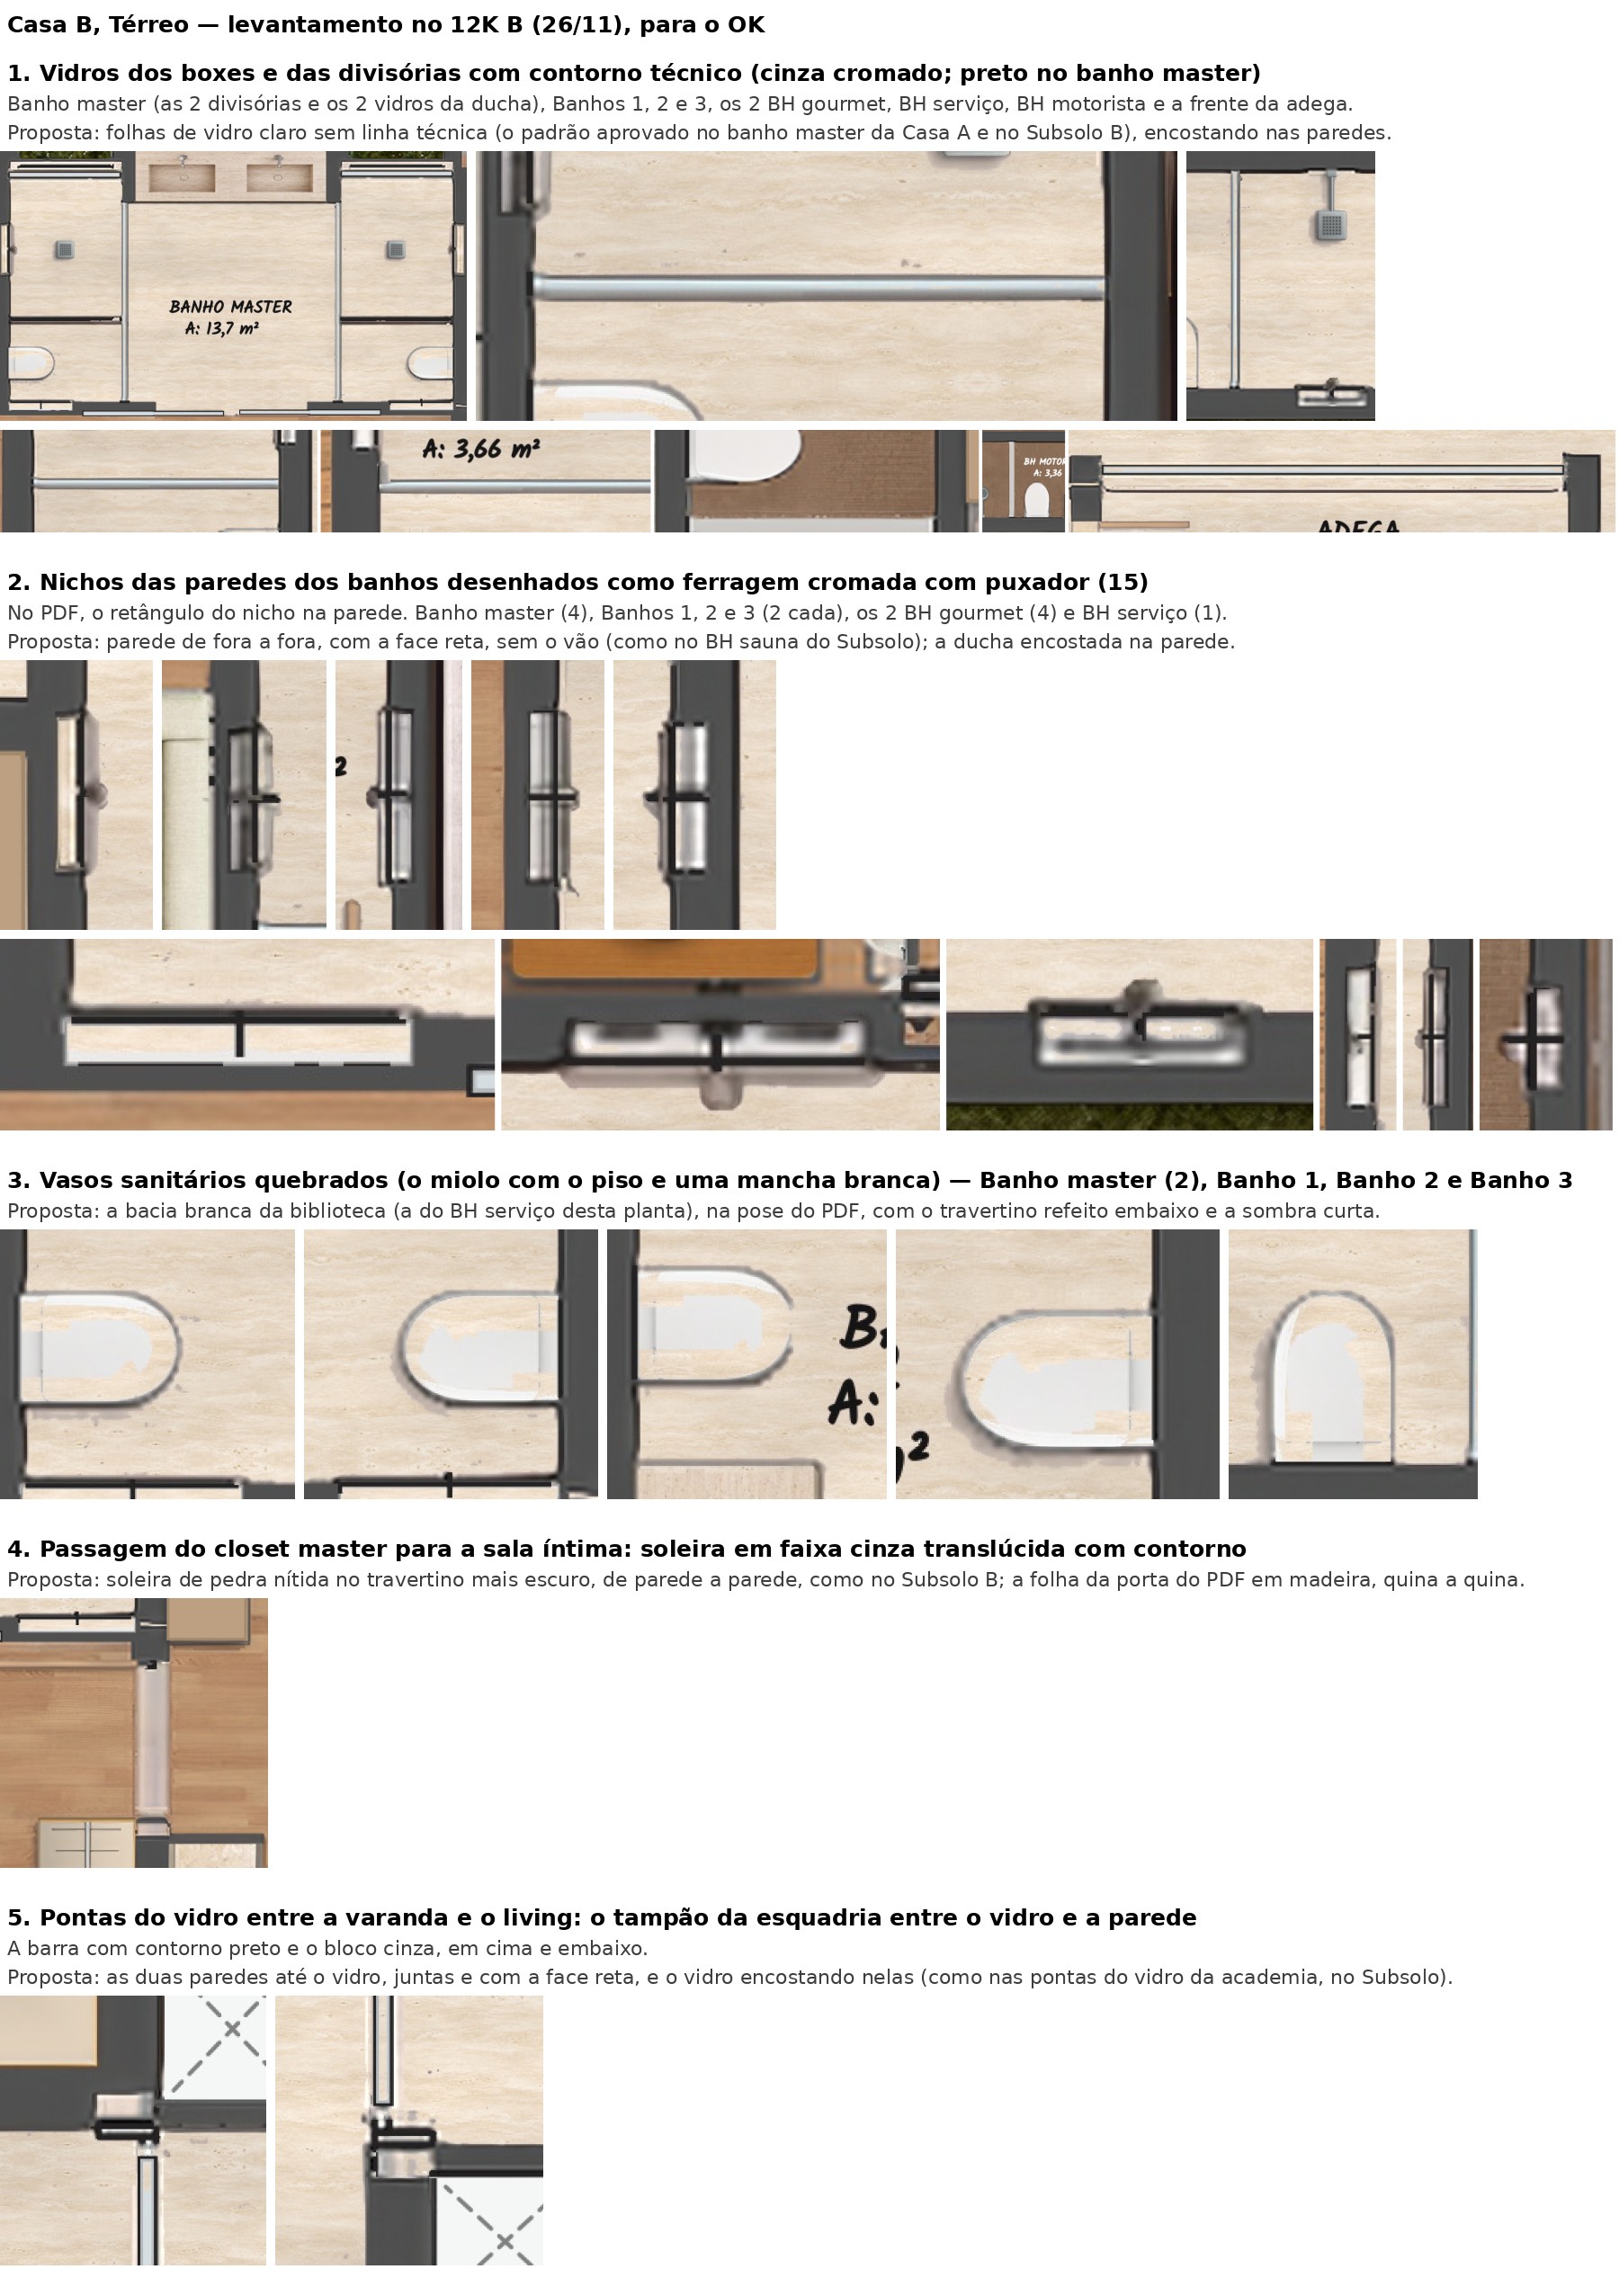 Casa B, Térreo — levantamento no 12K B (26/11), para o OK
1. Vidros dos boxes e das divisórias com contorno técnico (cinza cromado; preto no banho master)
Banho master (as 2 divisórias e os 2 vidros da ducha), Banhos 1, 2 e 3, os 2 BH gourmet, BH serviço, BH motorista e a frente da adega.
Proposta: folhas de vidro claro sem linha técnica (o padrão aprovado no banho master da Casa A e no Subsolo B), encostando nas paredes.
BANHO MASTER
A: 13,7 m²
A: 3,66 m²
BH MOTOR
A: 3,36
ADEGA
2. Nichos das paredes dos banhos desenhados como ferragem cromada com puxador (15)
No PDF, o retângulo do nicho na parede. Banho master (4), Banhos 1, 2 e 3 (2 cada), os 2 BH gourmet (4) e BH serviço (1).
Proposta: parede de fora a fora, com a face reta, sem o vão (como no BH sauna do Subsolo); a ducha encostada na parede.
2
3. Vasos sanitários quebrados (o miolo com o piso e uma mancha branca) — Banho master (2), Banho 1, Banho 2 e Banho 3
Proposta: a bacia branca da biblioteca (a do BH serviço desta planta), na pose do PDF, com o travertino refeito embaixo e a sombra curta.
B
A:
2
4. Passagem do closet master para a sala íntima: soleira em faixa cinza translúcida com contorno
Proposta: soleira de pedra nítida no travertino mais escuro, de parede a parede, como no Subsolo B; a folha da porta do PDF em madeira, quina a quina.
5. Pontas do vidro entre a varanda e o living: o tampão da esquadria entre o vidro e a parede
A barra com contorno preto e o bloco cinza, em cima e embaixo.
Proposta: as duas paredes até o vidro, juntas e com a face reta, e o vidro encostando nelas (como nas pontas do vidro da academia, no Subsolo).